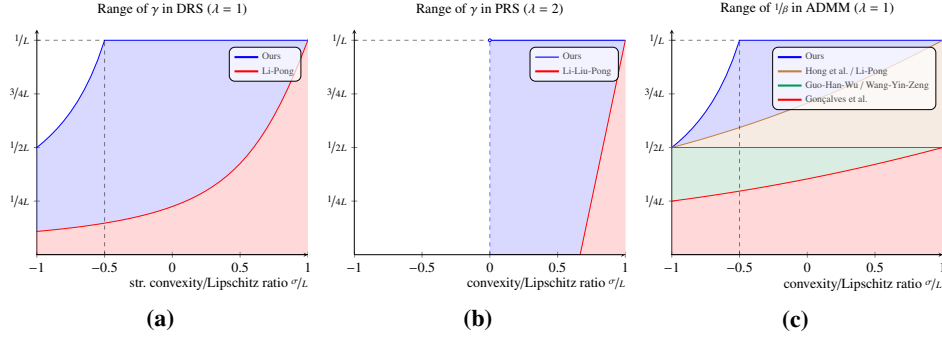 Range of γ in DRS (λ = 1)
1/L
3/4L
1/2L
1/4L
Ours
Li-Pong
−1
−0.5
0
0.5
1
str. convexity/Lipschitz ratio σ/L
(a)
Range of γ in PRS (λ = 2)
1/L
3/4L
1/2L
1/4L
Ours
Li-Liu-Pong
−1
−0.5
0
0.5
1
convexity/Lipschitz ratio σ/L
(b)
Range of 1/β in ADMM (λ = 1)
1/L
3/4L
1/2L
1/4L
Ours
Hong et al. / Li-Pong
Guo-Han-Wu / Wang-Yin-Zeng
Gonçalves et al.
−1
−0.5
0
0.5
1
convexity/Lipschitz ratio σ/L
(c)